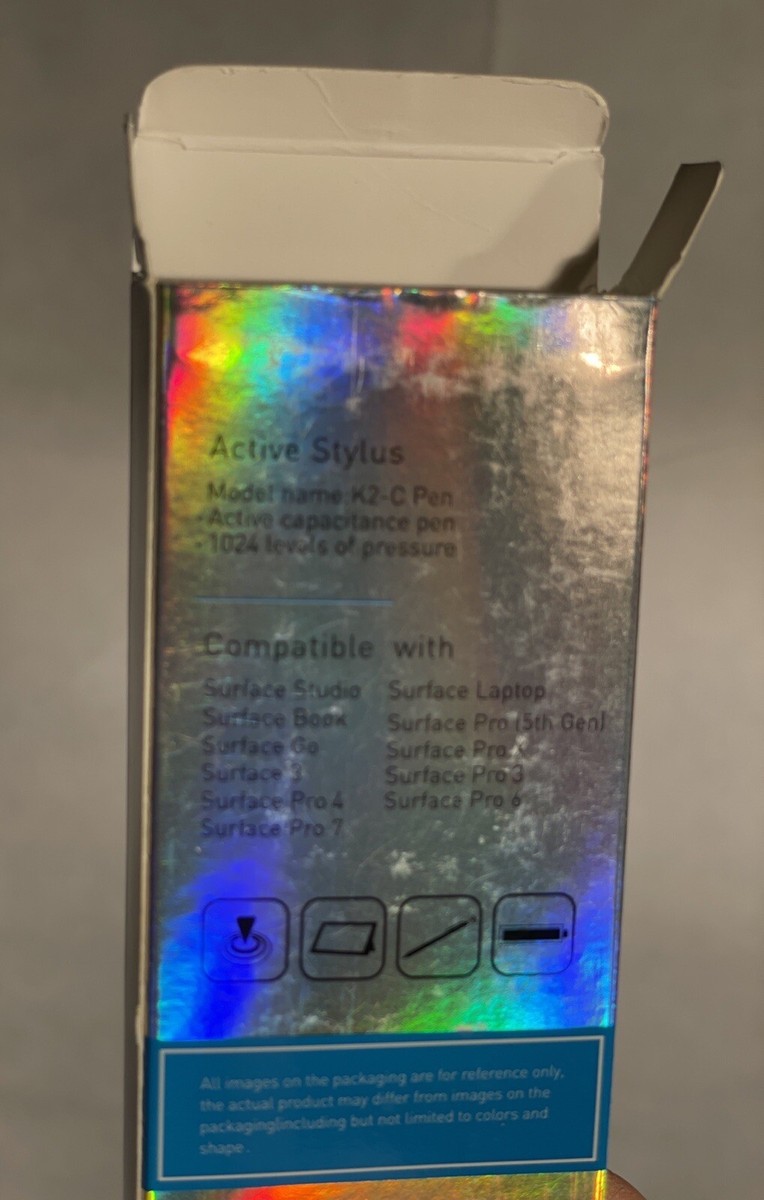 Active Stylus
Model name:K2-C Pen
·Active capacitance pen
·1024 levels of pressure
Compatible with
Surface Studio Surface Laptop
Surface Book Surface Pro (5th Gen)
Surface Go Surface Pro X
Surface 3 Surface Pro 3
Surface Pro 4 Surface Pro 6
Surface Pro 7
All images on the packaging are for reference only,
the actual product may differ from images on the
packaging(including but not limited to colors and
shape.